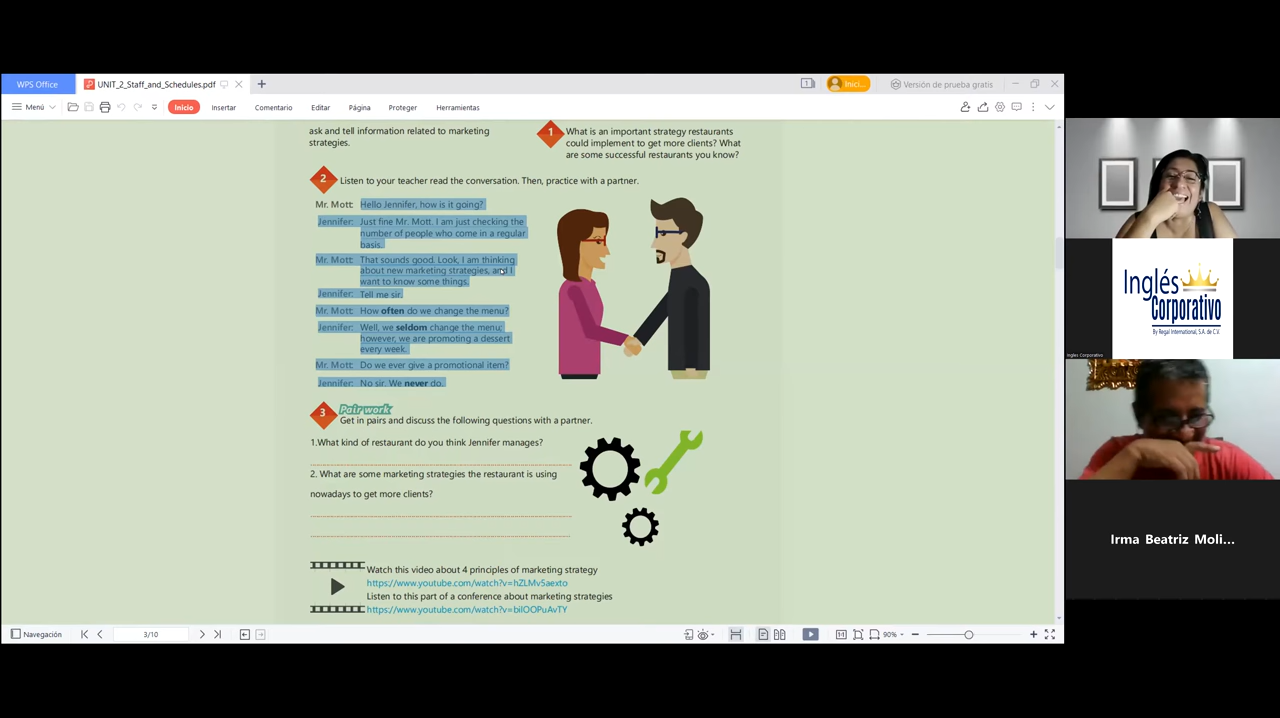 WPS Office
UNIT_2_Staff_and_Schedules.pdf
1
Inici...
Versión de prueba gratis
Menú
Inicio
Insertar
Comentario
Editar
Página
Proteger
Herramientas
ask and tell information related to marketing
strategies.
1
What is an important strategy restaurants
could implement to get more clients? What
are some successful restaurants you know?
2
Listen to your teacher read the conversation. Then, practice with a partner.
Mr. Mott: Hello Jennifer, how is it going?
Jennifer: Just fine Mr. Mott. I am just checking the
number of people who come in a regular
basis.
Mr. Mott: That sounds good. Look, I am thinking
about new marketing strategies, and I
want to know some things.
Jennifer: Tell me sir.
Mr. Mott: How often do we change the menu?
Jennifer: Well, we seldom change the menu;
however, we are promoting a dessert
every week.
Mr. Mott: Do we ever give a promotional item?
Jennifer: No sir. We never do.
3
Pair work
Get in pairs and discuss the following questions with a partner.
1.What kind of restaurant do you think Jennifer manages?
2. What are some marketing strategies the restaurant is using
nowadays to get more clients?
Watch this video about 4 principles of marketing strategy
https://www.youtube.com/watch?v=hZLMv5aexto
Listen to this part of a conference about marketing strategies
https://www.youtube.com/watch?v=bilOOPuAvTY
Navegación
3/10
90%
Inglés
Corporativo
By Regal International, S.A. de C.V.
Ingles Corporativo
Irma Beatriz Moli...